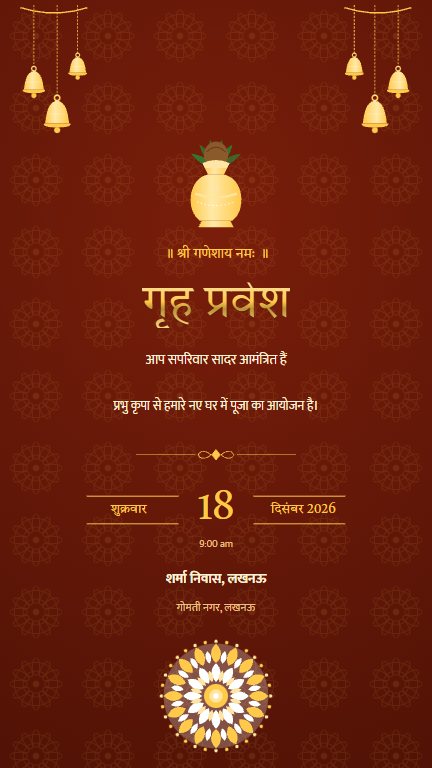 ॥ श्री गणेशाय नमः ॥
गृह प्रवेश
आप सपरिवार सादर आमंत्रित हैं
प्रभु कृपा से हमारे नए घर में पूजा का आयोजन है।
शुक्रवार 18 दिसंबर 2026
9:00 am
शर्मा निवास, लखनऊ
गोमती नगर, लखनऊ